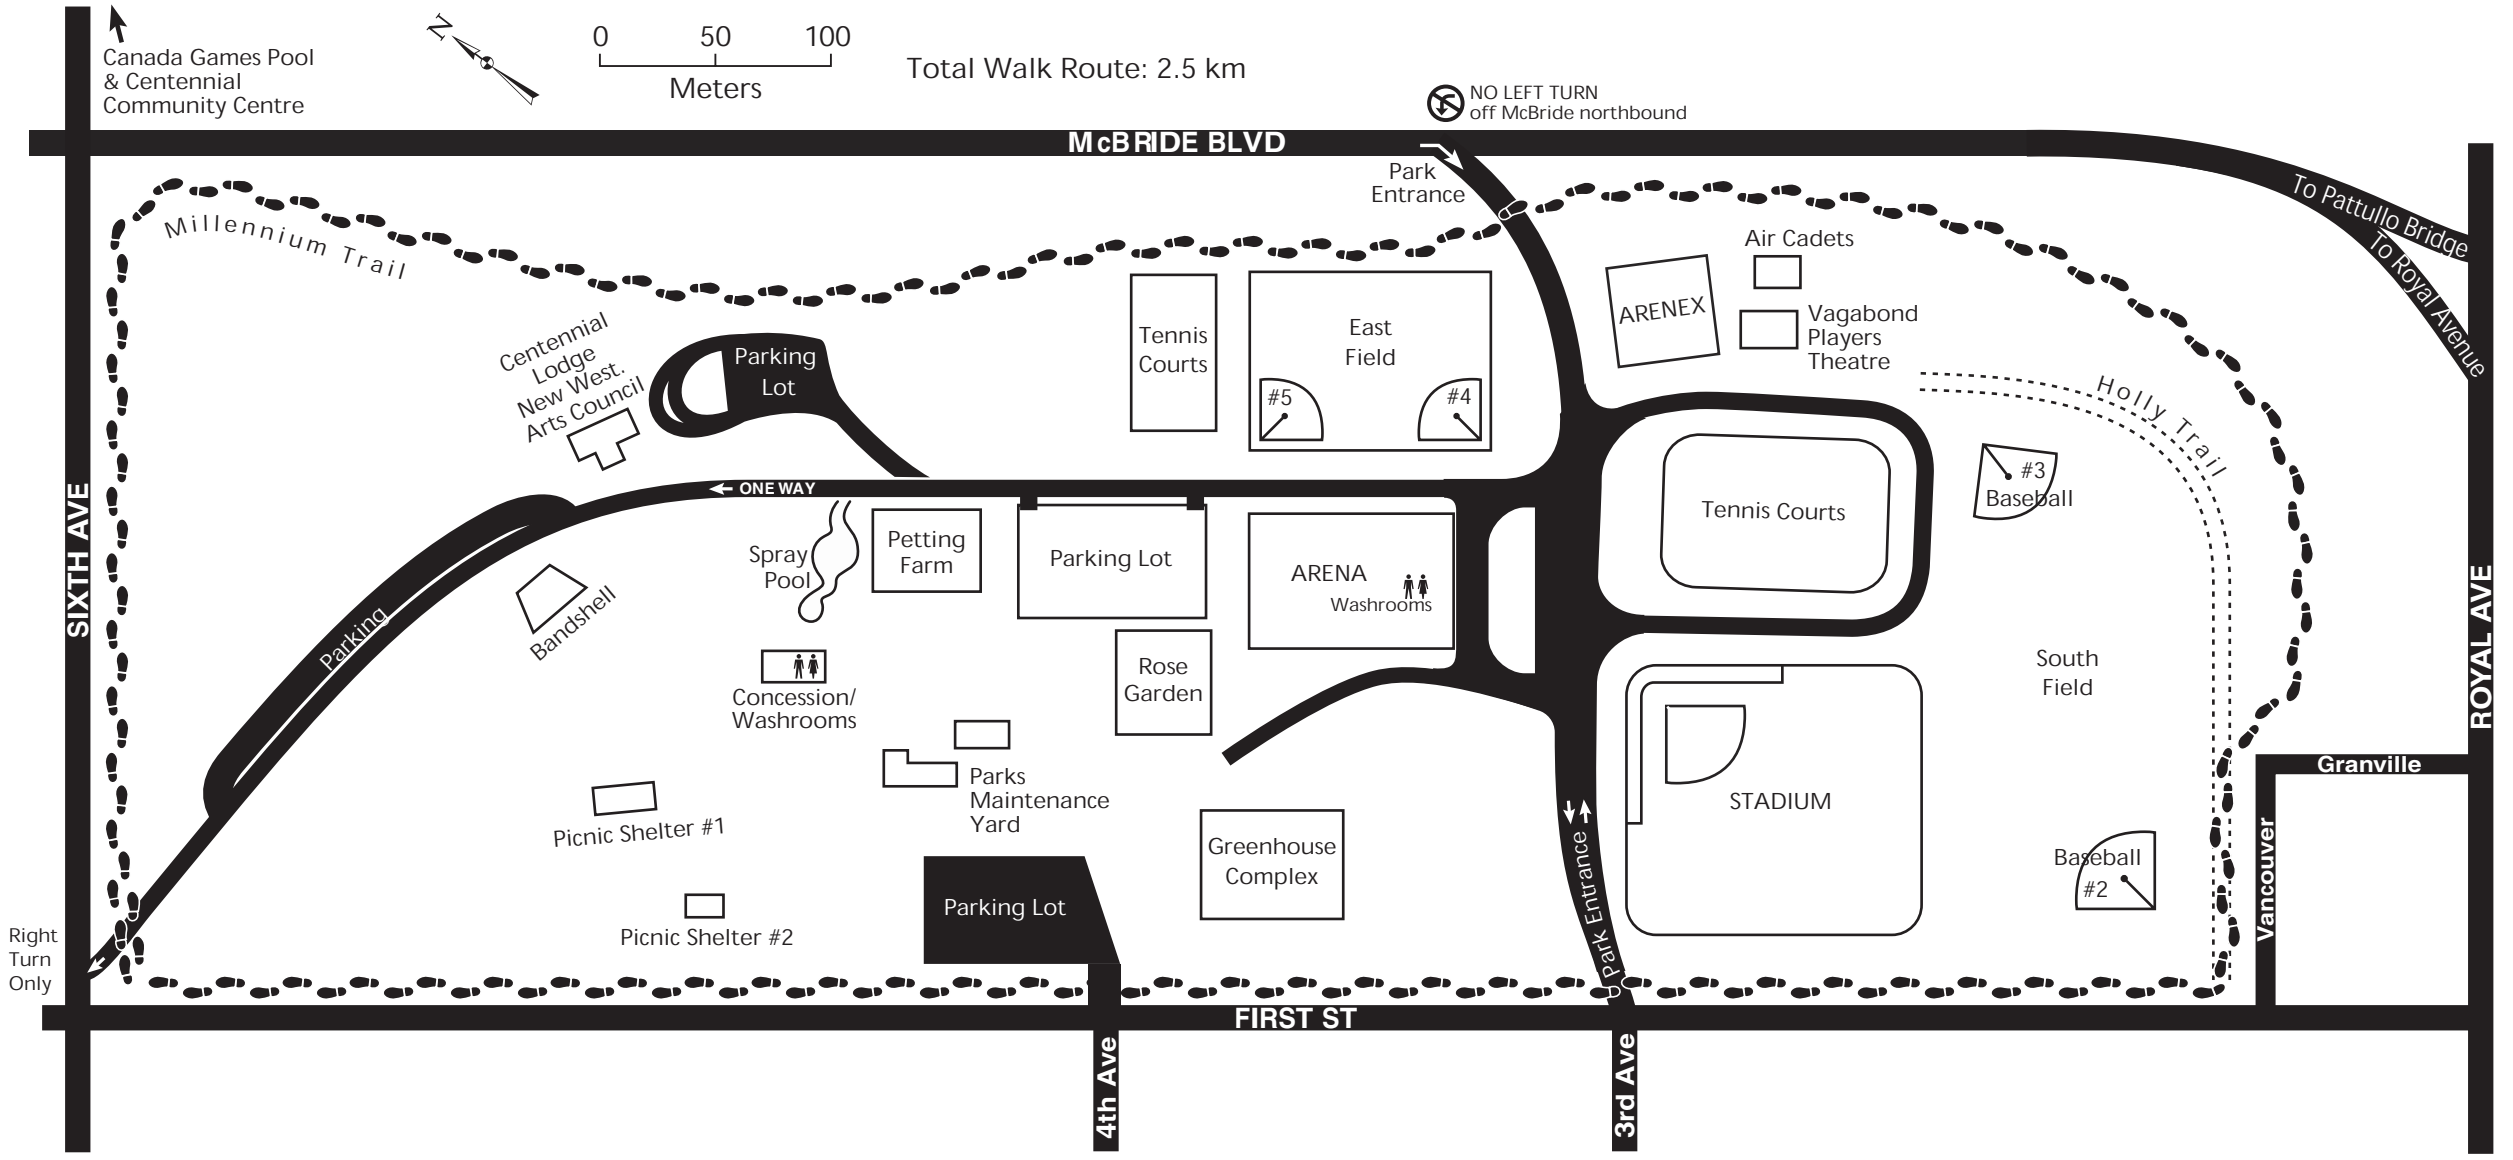 Canada Games Pool
& Centennial
Community Centre
N
0 50 100
Meters
Total Walk Route: 2.5 km
NO LEFT TURN
off McBride northbound
McBRIDE BLVD
Park
Entrance
To Pattullo Bridge
To Royal Avenue
Millennium Trail
Air Cadets
ARENEX
Vagabond
Players
Theatre
Centennial
Lodge
New West.
Arts Council
Parking
Lot
Tennis
Courts
East
Field
#5
#4
Holly Trail
#3
Baseball
ONE WAY
Tennis Courts
SIXTH AVE
Spray
Pool
Petting
Farm
Parking Lot
ARENA
Washrooms
Parking
Bandshell
Concession/
Washrooms
Rose
Garden
South
Field
ROYAL AVE
Parks
Maintenance
Yard
Picnic Shelter #1
Greenhouse
Complex
STADIUM
Granville
Vancouver
Baseball
#2
Park Entrance
Parking Lot
Picnic Shelter #2
Right
Turn
Only
FIRST ST
4th Ave
3rd Ave